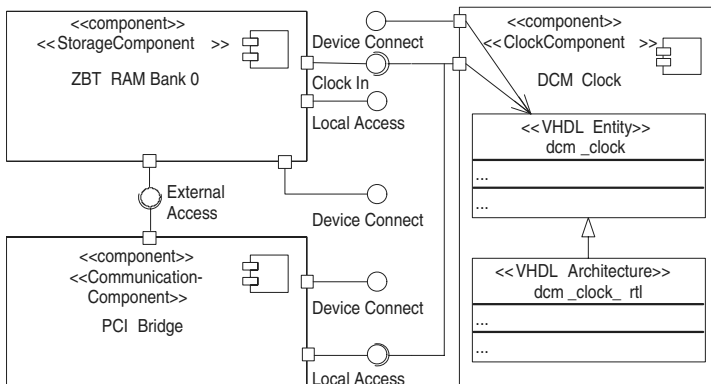 <<component>>
<<StorageComponent >>
ZBT RAM Bank 0
Device Connect
Clock In
Local Access
External
Access
Device Connect
<<component>>
<<Communication-
Component>>
PCI Bridge
Device Connect
Local Access
<<component>>
<<ClockComponent >>
DCM Clock
<<VHDL Entity>>
dcm _clock
...
...
<<VHDL Architecture>>
dcm _clock_ rtl
...
...